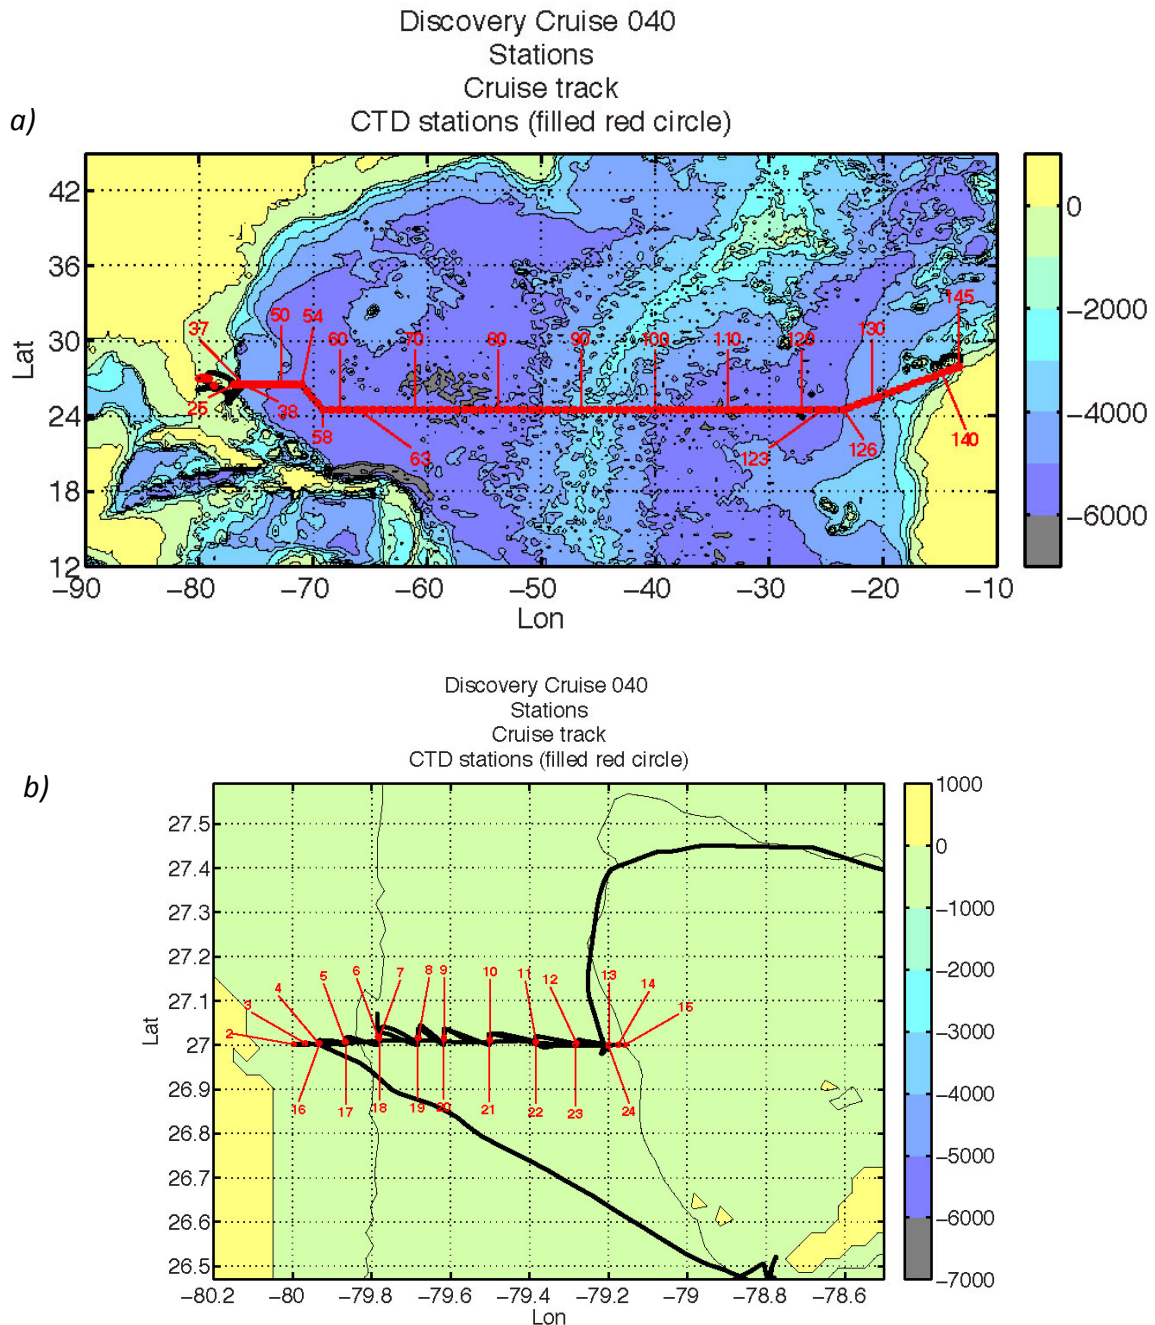 Discovery Cruise 040
Stations
Cruise track
CTD stations (filled red circle)
a)
42
36
30
24
18
12
Lat
−90 −80 −70 −60 −50 −40 −30 −20 −10
Lon
37 50 54 60 70 80 90 100 110 120 130 145
25 38 58 63 123 126 140
0
−2000
−4000
−6000
Discovery Cruise 040
Stations
Cruise track
CTD stations (filled red circle)
b)
27.5
27.4
27.3
27.2
27.1
27
26.9
26.8
26.7
26.6
26.5
Lat
−80.2 −80 −79.8 −79.6 −79.4 −79.2 −79 −78.8 −78.6
Lon
2 3 4 5 6 7 8 9 10 11 12 13 14 15
16 17 18 19 20 21 22 23 24
1000
0
−1000
−2000
−3000
−4000
−5000
−6000
−7000